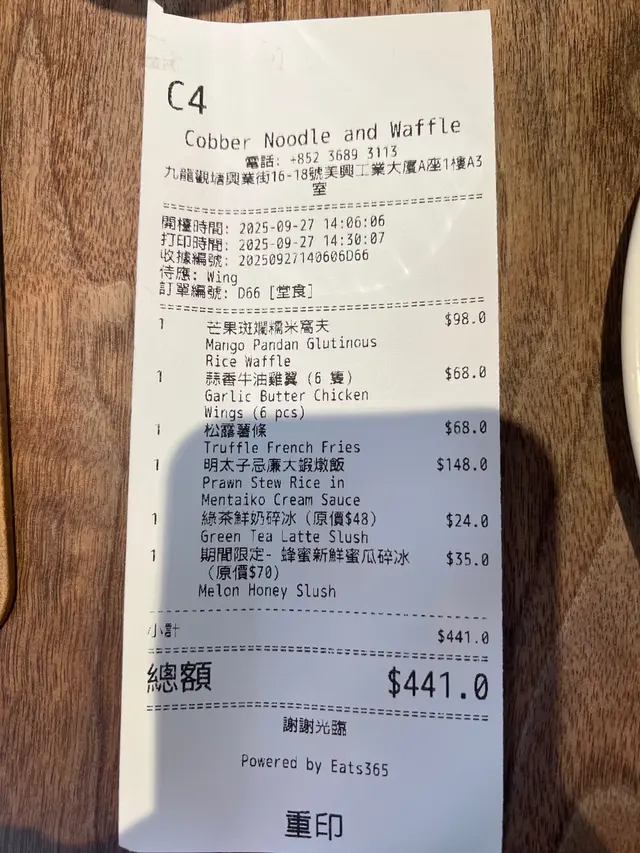 C4
Cobber Noodle and Waffle
電話: +852 3689 3113
九龍觀塘興業街16-18號美興工業大廈A座1樓A3
室
開檯時間: 2025-09-27 14:06:06
打印時間: 2025-09-27 14:30:07
收據編號: 20250927140606D66
侍應: Wing
訂單編號: D66 [堂食]
1 芒果斑斕糯米窩夫 $98.0
Mango Pandan Glutinous
Rice Waffle
1 蒜香牛油雞翼 (6 隻) $68.0
Garlic Butter Chicken
Wings (6 pcs)
1 松露薯條 $68.0
Truffle French Fries
1 明太子忌廉大蝦燉飯 $148.0
Prawn Stew Rice in
Mentaiko Cream Sauce
1 綠茶鮮奶碎冰 (原價$48) $24.0
Green Tea Latte Slush
1 期間限定- 蜂蜜新鮮蜜瓜碎冰 $35.0
(原價$70)
Melon Honey Slush
小計 $441.0
總額 $441.0
謝謝光臨
Powered by Eats365
重印